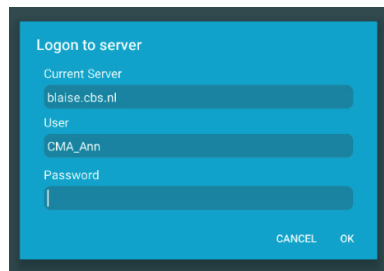 Logon to server
Current Server
blaise.cbs.nl
User
CMA_Ann
Password
CANCEL OK